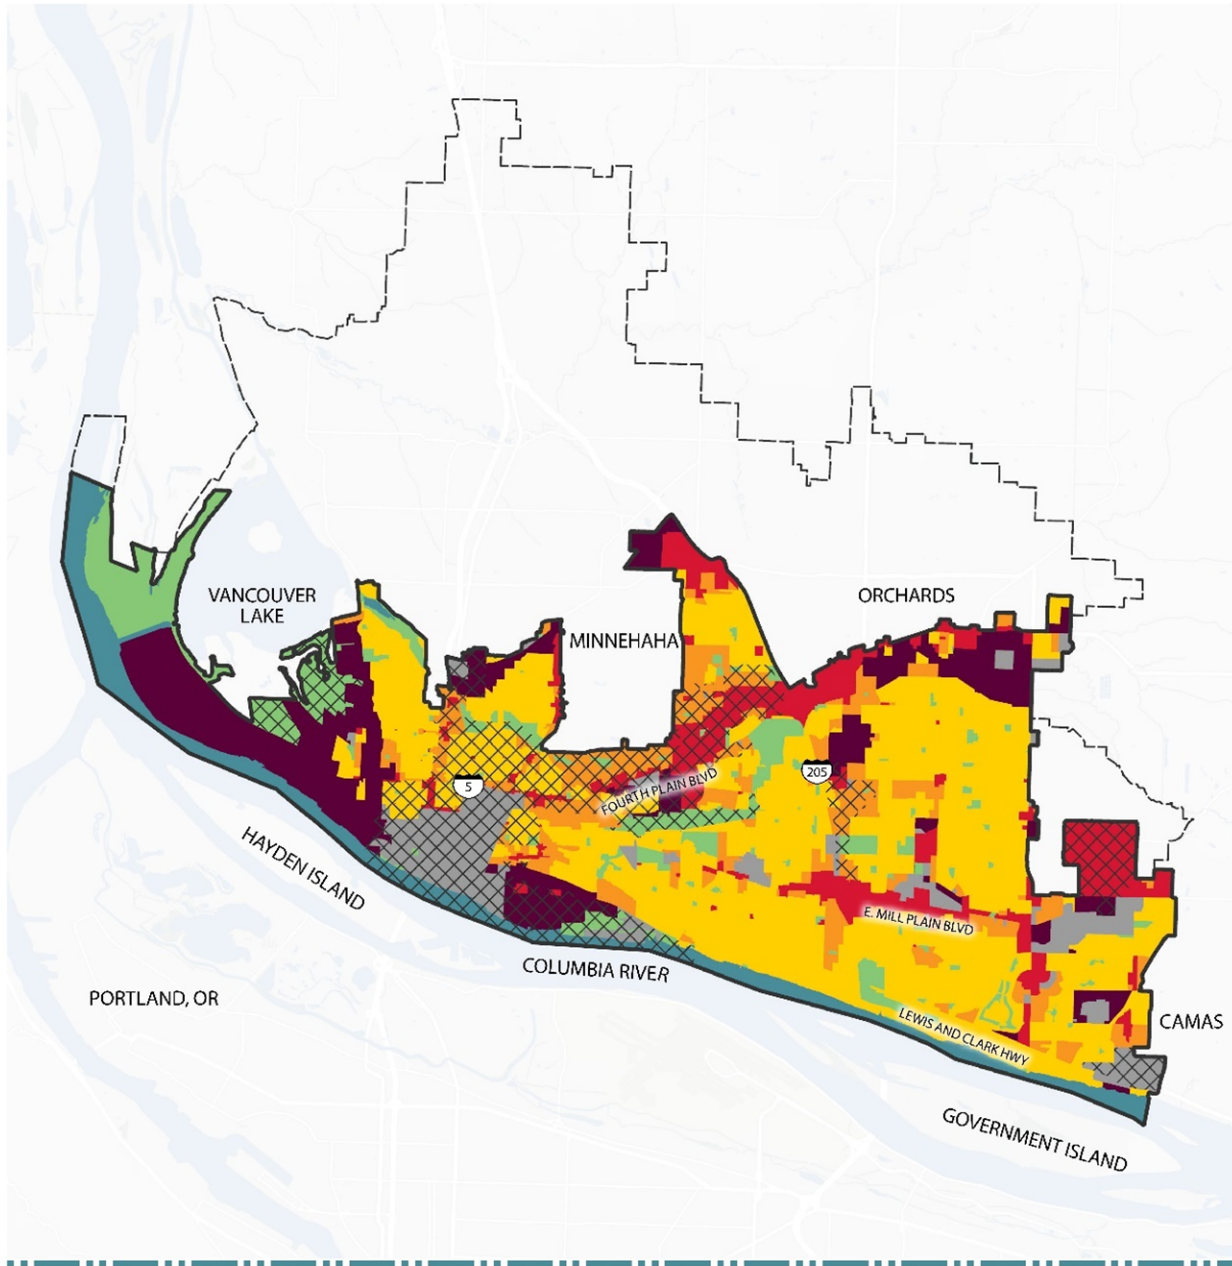 VANCOUVER
LAKE
ORCHARDS
MINNEHAHA
205
5
FOURTH PLAIN BLVD
HAYDEN ISLAND
E. MILL PLAIN BLVD
COLUMBIA RIVER
PORTLAND, OR
LEWIS AND CLARK HWY
CAMAS
GOVERNMENT ISLAND